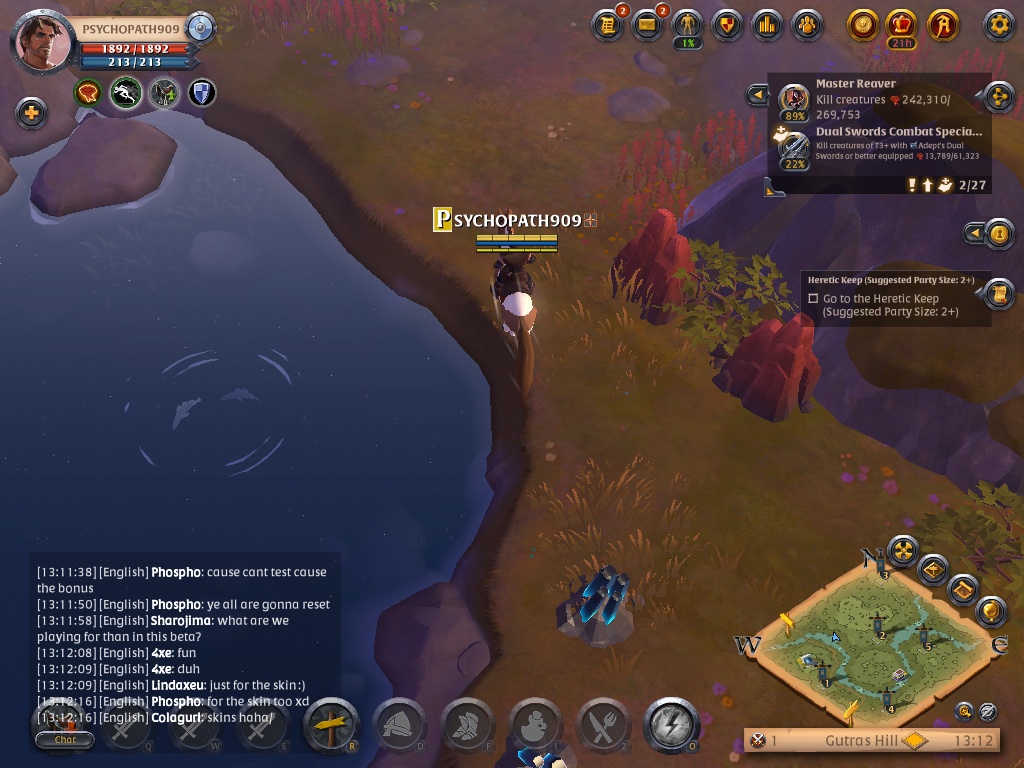 PSYCHOPATH909
1892 / 1892
213 / 213
2
2
1%
21h
Master Reaver
Kill creatures 242,310/
269,753
89%
Dual Swords Combat Specia...
Kill creatures of T3+ with Adept's Dual
Swords or better equipped 13,789/61,323
22%
2/27
PSYCHOPATH909
Heretic Keep (Suggested Party Size: 2+)
Go to the Heretic Keep
(Suggested Party Size: 2+)
[13:11:38] [English] Phospho: cause cant test cause
the bonus
[13:11:50] [English] Phospho: ye all are gonna reset
[13:11:58] [English] Sharojima: what are we
playing for than in this beta?
[13:12:08] [English] 4xe: fun
[13:12:09] [English] 4xe: duh
[13:12:09] [English] Lindaxeu: just for the skin :)
[13:12:16] [English] Phospho: for the skin too xd
[13:12:16] [English] Colagurl: skins haha/
Chat
Q
W
E
R
D
F
1
2
O
N
W
E
3
2
5
1
4
1
Gutras Hill
13:12